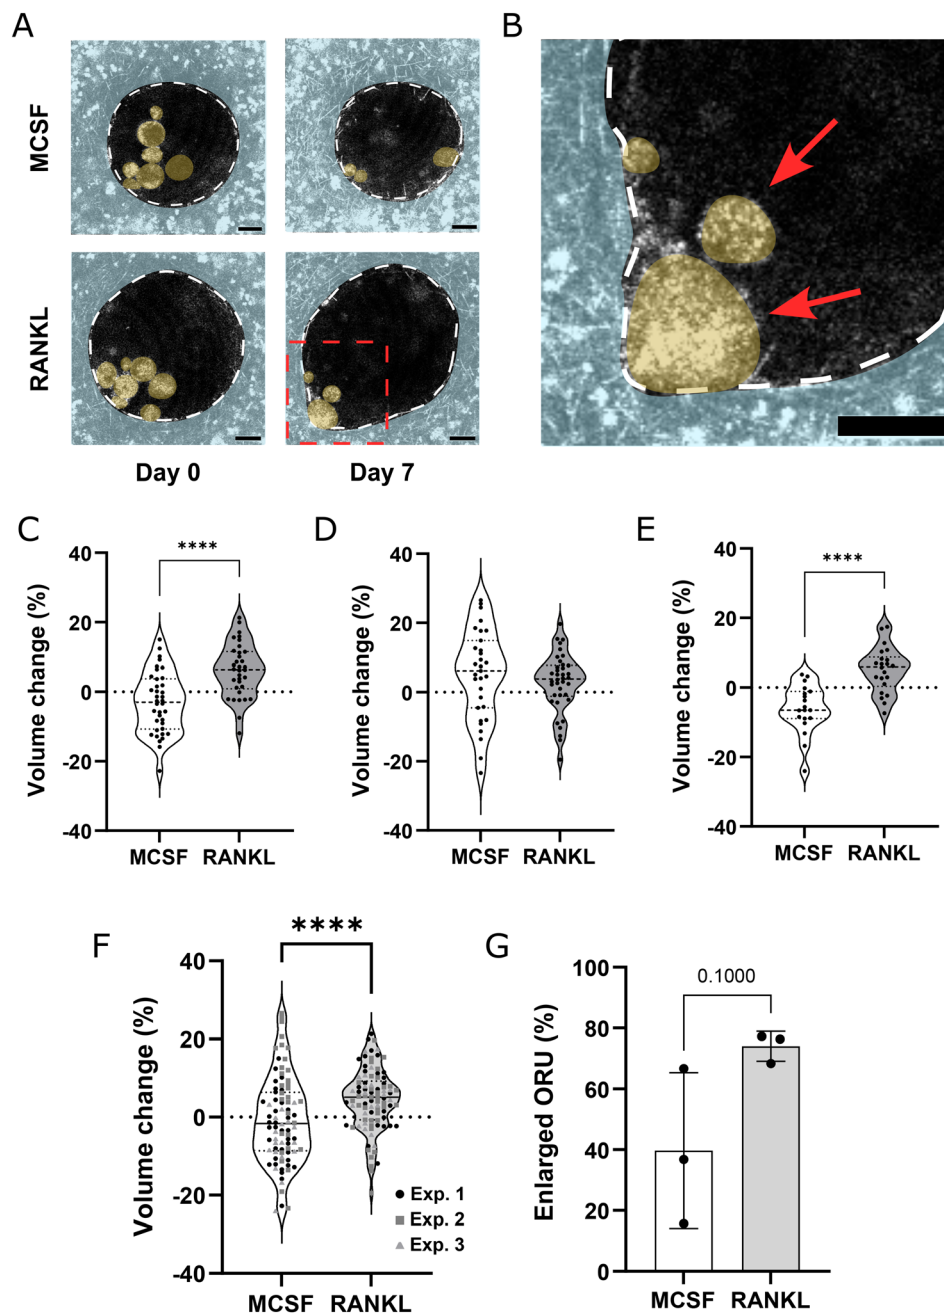 A
B
MCSF
RANKL
Day 0
Day 7
C
D
E
Volume change (%)
40
20
0
-20
-40
****
MCSF
RANKL
Volume change (%)
40
20
0
-20
-40
MCSF
RANKL
Volume change (%)
40
20
0
-20
-40
****
MCSF
RANKL
F
G
Volume change (%)
40
20
0
-20
-40
****
Exp. 1
Exp. 2
Exp. 3
MCSF
RANKL
Enlarged ORU (%)
100
80
60
40
20
0
0.1000
MCSF
RANKL